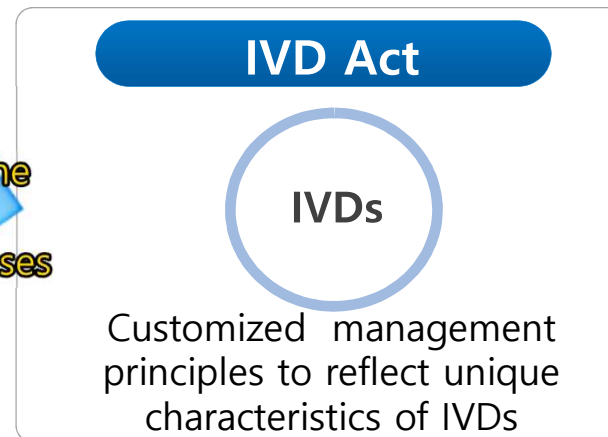 IVD Act
IVDs
Customized management
principles to reflect unique
characteristics of IVDs